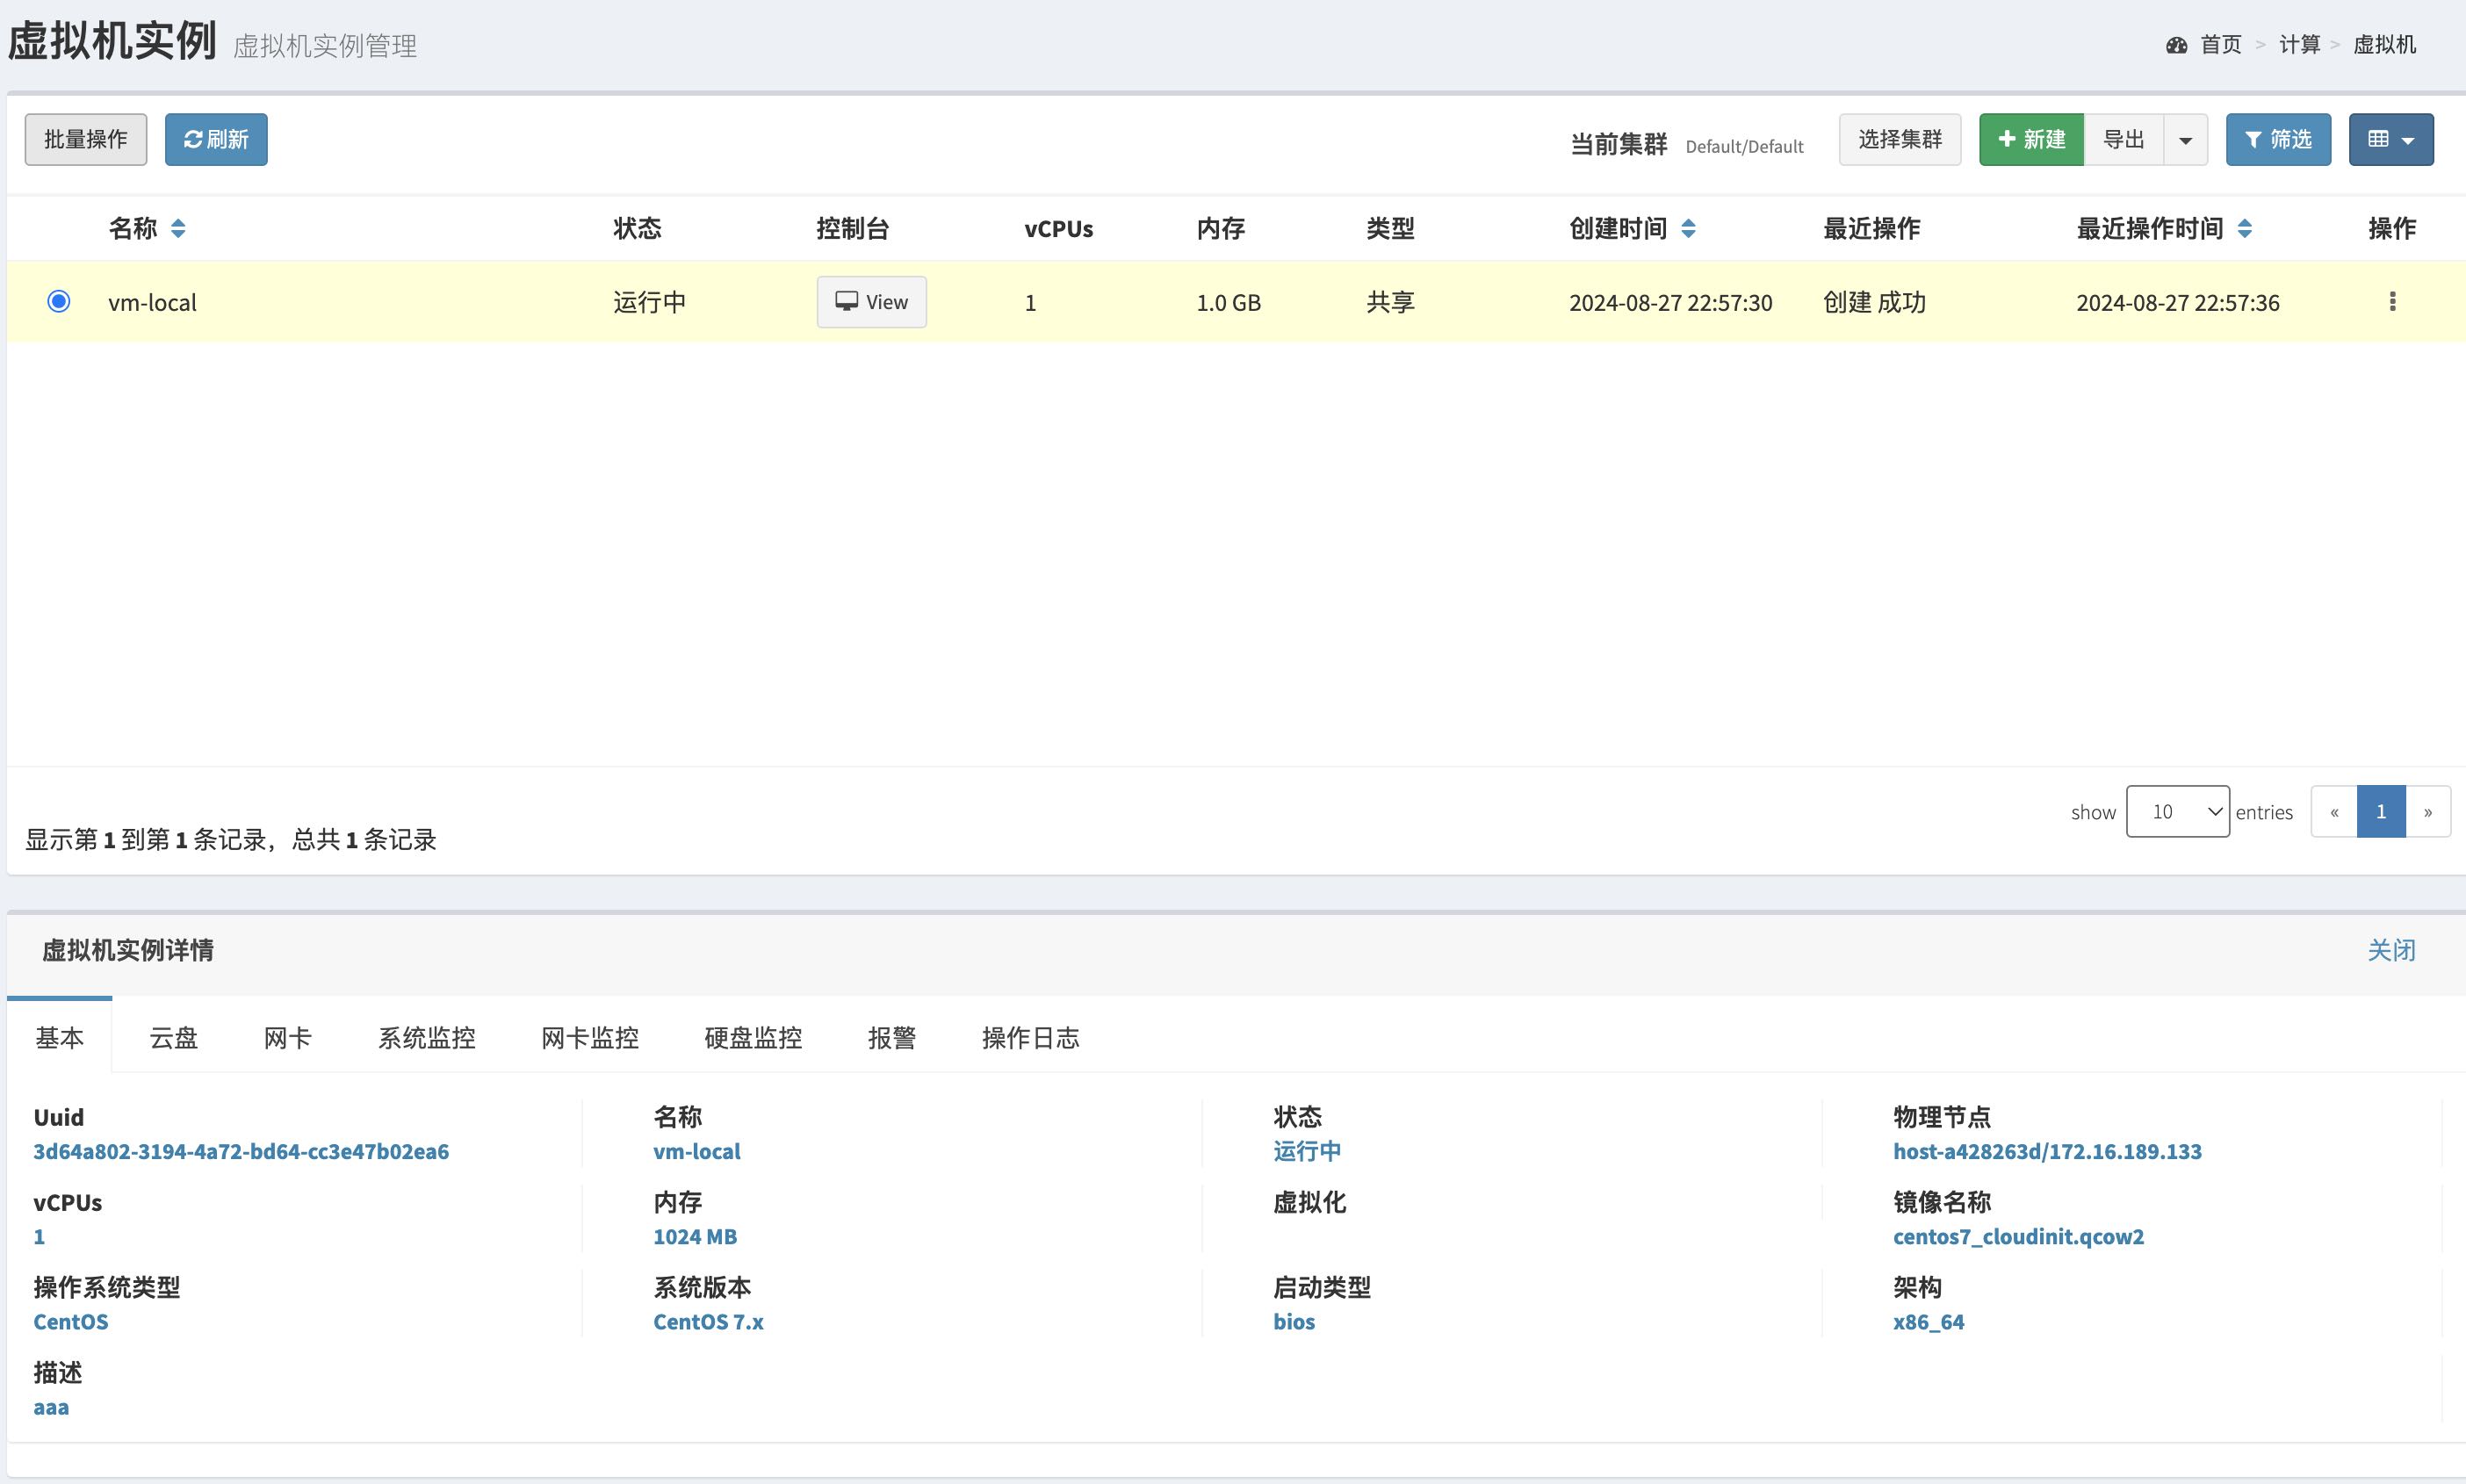 虚拟机实例 虚拟机实例管理 首页 > 计算 > 虚拟机
批量操作 刷新 当前集群 Default/Default 选择集群 新建 导出 筛选
名称 状态 控制台 vCPUs 内存 类型 创建时间 最近操作 最近操作时间 操作
vm-local 运行中 View 1 1.0 GB 共享 2024-08-27 22:57:30 创建 成功 2024-08-27 22:57:36
show 10 entries « 1 »
显示第 1 到第 1 条记录，总共 1 条记录
虚拟机实例详情 关闭
基本 云盘 网卡 系统监控 网卡监控 硬盘监控 报警 操作日志
Uuid 名称 状态 物理节点
3d64a802-3194-4a72-bd64-cc3e47b02ea6 vm-local 运行中 host-a428263d/172.16.189.133
vCPUs 内存 虚拟化 镜像名称
1 1024 MB centos7_cloudinit.qcow2
操作系统类型 系统版本 启动类型 架构
CentOS CentOS 7.x bios x86_64
描述
aaa